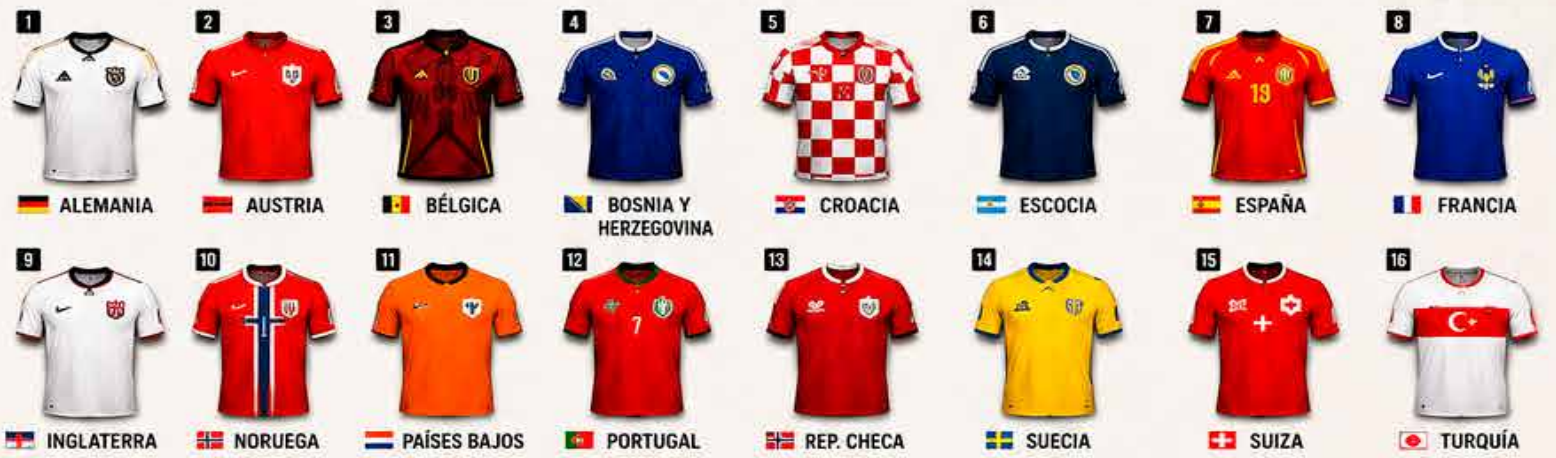 1 2 3 4 5 6 7 8
19
ALEMANIA AUSTRIA BÉLGICA BOSNIA Y CROACIA ESCOCIA ESPAÑA FRANCIA
HERZEGOVINA
9 10 11 12 13 14 15 16
7
INGLATERRA NORUEGA PAÍSES BAJOS PORTUGAL REP. CHECA SUECIA SUIZA TURQUÍA